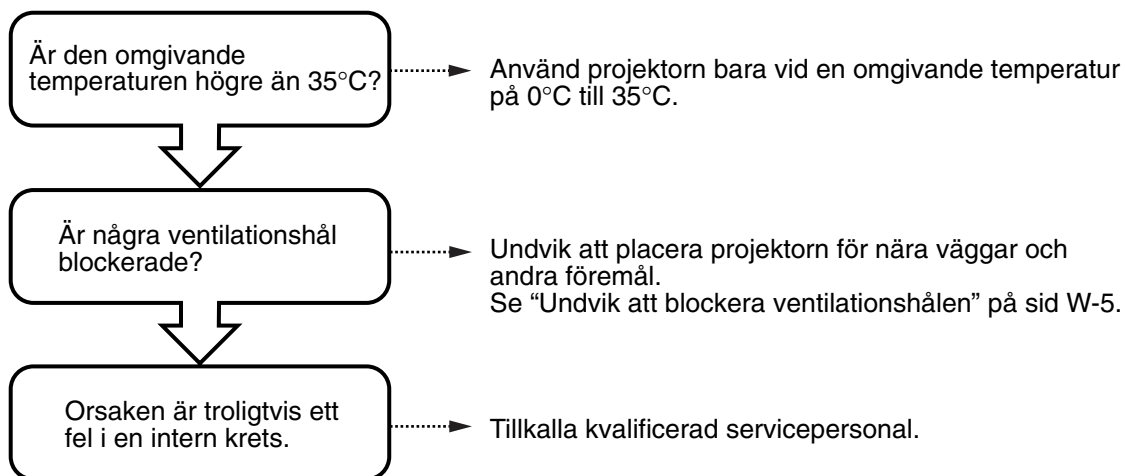 Är den omgivande
temperaturen högre än 35°C?
Använd projektorn bara vid en omgivande temperatur
på 0°C till 35°C.
Är några ventilationshål
blockerade?
Undvik att placera projektorn för nära väggar och
andra föremål.
Se “Undvik att blockera ventilationshålen” på sid W-5.
Orsaken är troligtvis ett
fel i en intern krets.
Tillkalla kvalificerad servicepersonal.